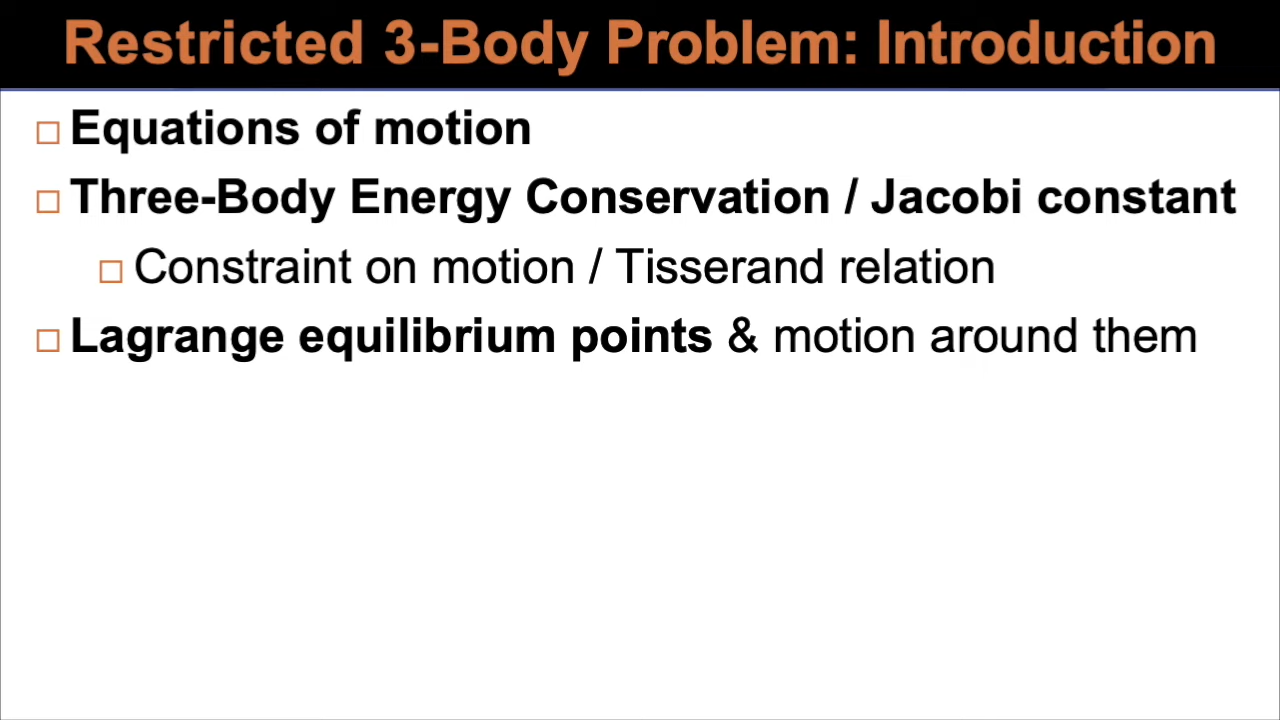 Restricted 3-Body Problem: Introduction
Equations of motion
Three-Body Energy Conservation / Jacobi constant
Constraint on motion / Tisserand relation
Lagrange equilibrium points & motion around them